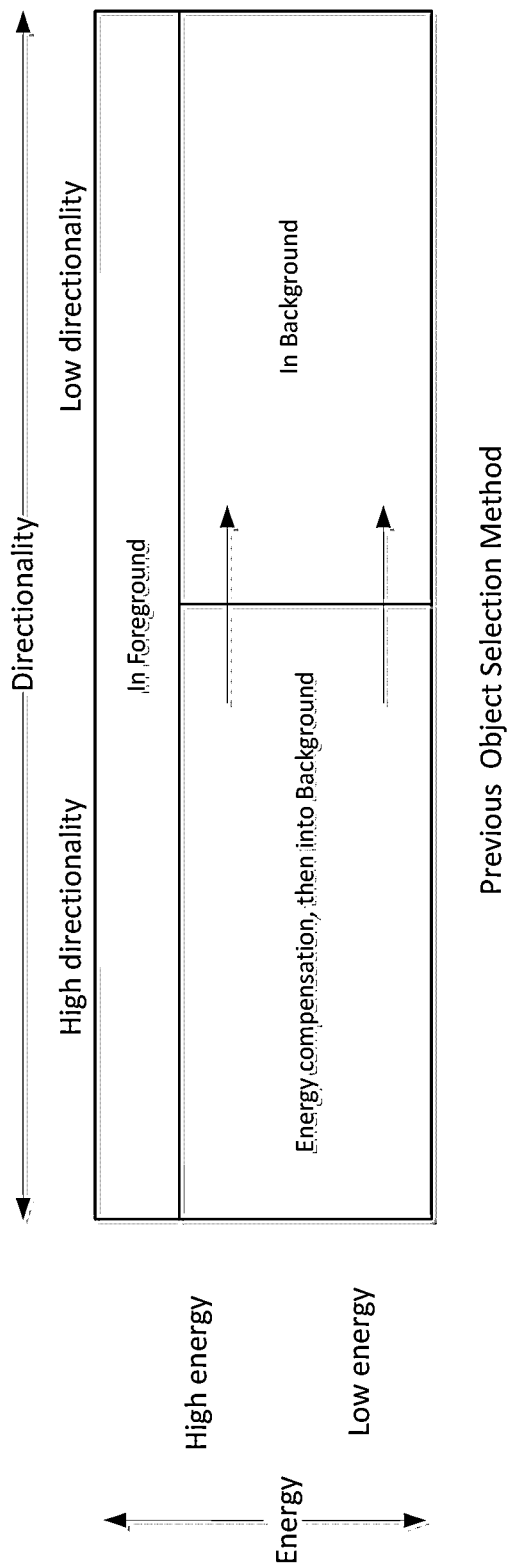 Directionality
High directionality
Low directionality
In Foreground
High energy
Energy
Low energy
Energy compensation, then into Background
In Background
Previous Object Selection Method